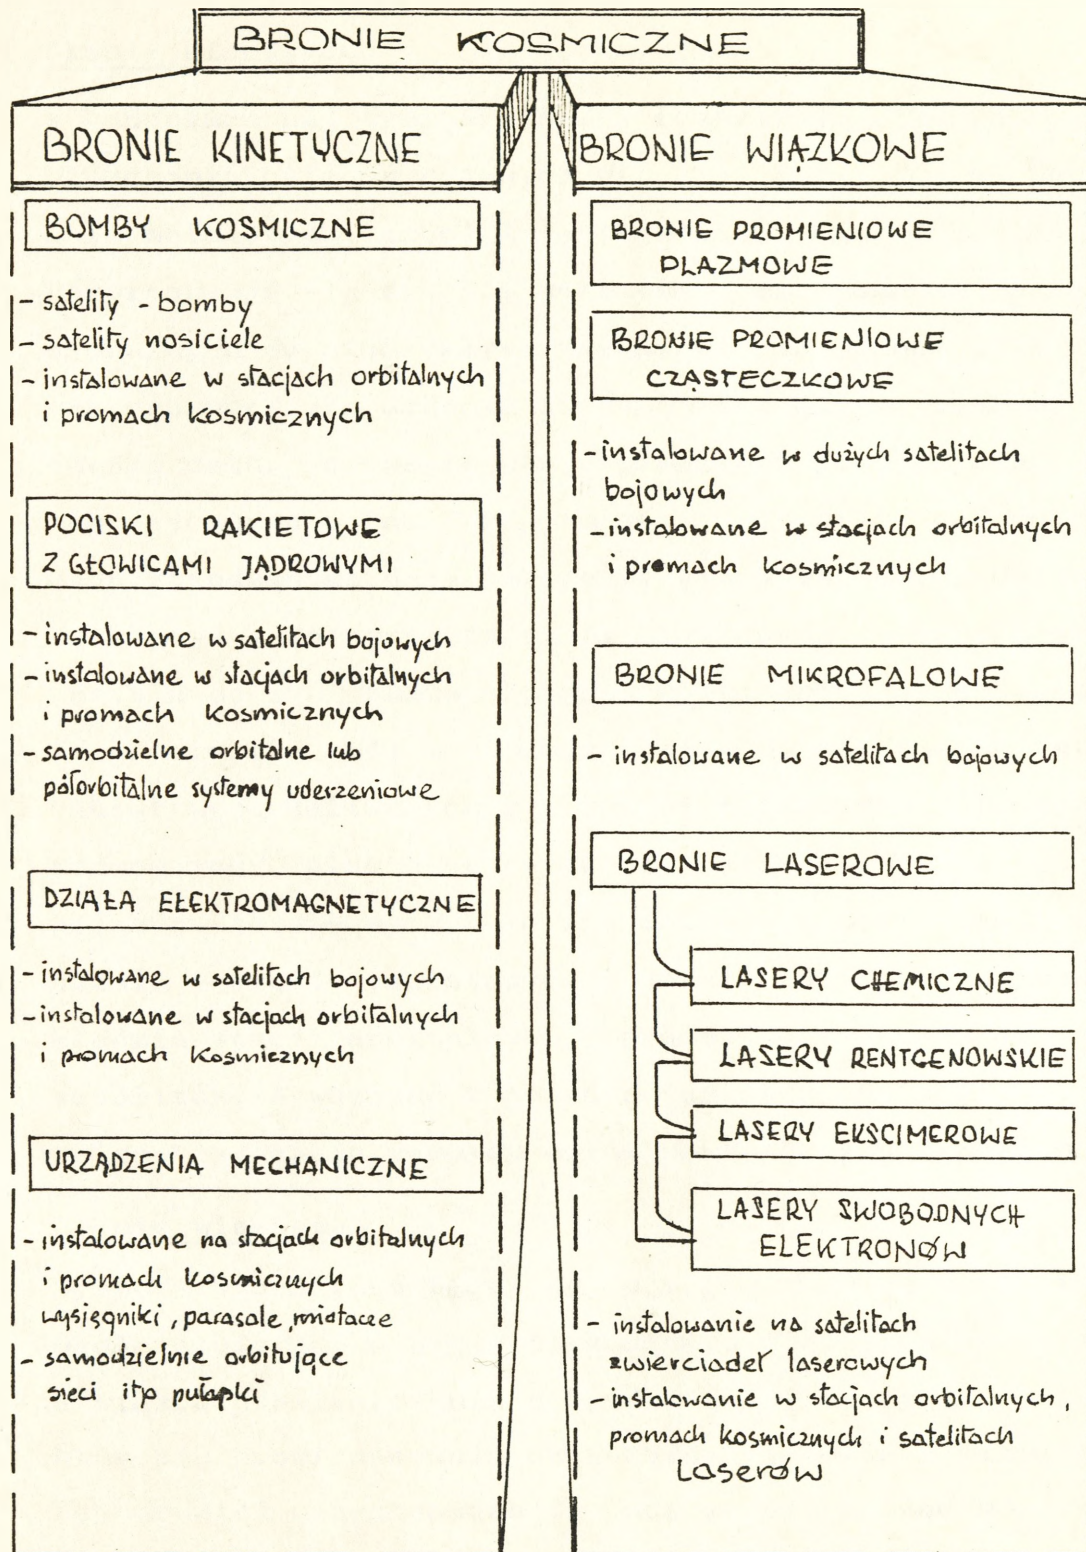 BRONIE KOSMICZNE
BRONIE KINETYCZNE
BOMBY KOSMICZNE
- satelity - bomby
- satelity nosiciele
- instalowane w stacjach orbitalnych
i promach kosmicznych
POCISKI RAKIETOWE
Z GŁOWICAMI JĄDROWYMI
- instalowane w satelitach bojowych
- instalowane w stacjach orbitalnych
i promach kosmicznych
- samodzielne orbitalne lub
półorbitalne systemy uderzeniowe
DZIAŁA ELEKTROMAGNETYCZNE
- instalowane w satelitach bojowych
- instalowane w stacjach orbitalnych
i promach kosmicznych
URZĄDZENIA MECHANICZNE
- instalowane na stacjach orbitalnych
i promach kosmicznych
wysięgniki, parasale, miotacze
- samodzielnie orbitujące
sieci itp pułapki
BRONIE WIĄZKOWE
BRONIE PROMIENIOWE
PLAZMOWE
BRONIE PROMIENIOWE
CZĄSTECZKOWE
- instalowane w dużych satelitach
bojowych
- instalowane w stacjach orbitalnych
i promach kosmicznych
BRONIE MIKROFALOWE
- instalowane w satelitach bojowych
BRONIE LASEROWE
LASERY CHEMICZNE
LASERY RENTGENOWSKIE
LASERY EKSCIMEROWE
LASERY SWOBODNYCH
ELEKTRONÓW
- instalowanie na satelitach
zwierciadeł laserowych
- instalowanie w stacjach orbitalnych,
promach kosmicznych i satelitach
Laserów